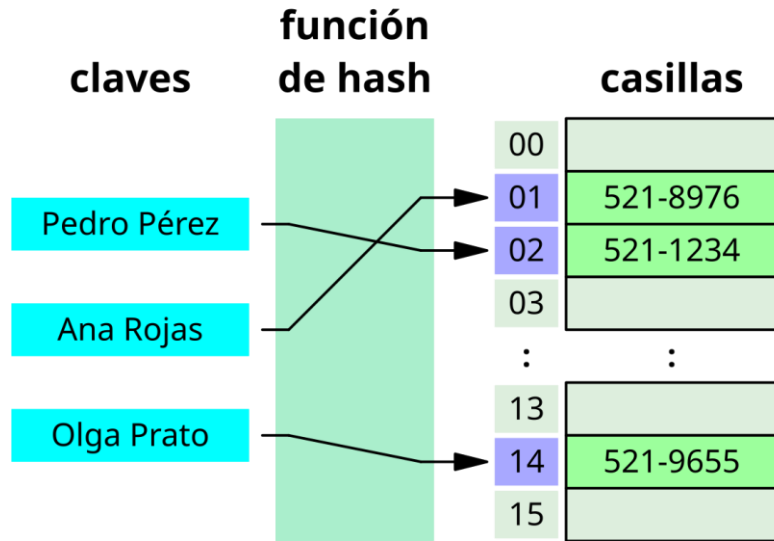 función
claves de hash casillas
00
01 521-8976
Pedro Pérez 02 521-1234
03
Ana Rojas
: :
13
Olga Prato 14 521-9655
15